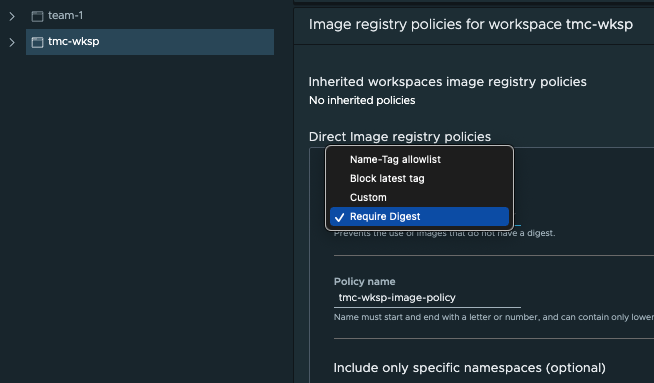 team-1
tmc-wksp
Image registry policies for workspace tmc-wksp
Inherited workspaces image registry policies
No inherited policies
Direct Image registry policies
Name-Tag allowlist
Block latest tag
Custom
Require Digest
Prevents the use of images that do not have a digest.
Policy name
tmc-wksp-image-policy
Name must start and end with a letter or number, and can contain only lower
Include only specific namespaces (optional)